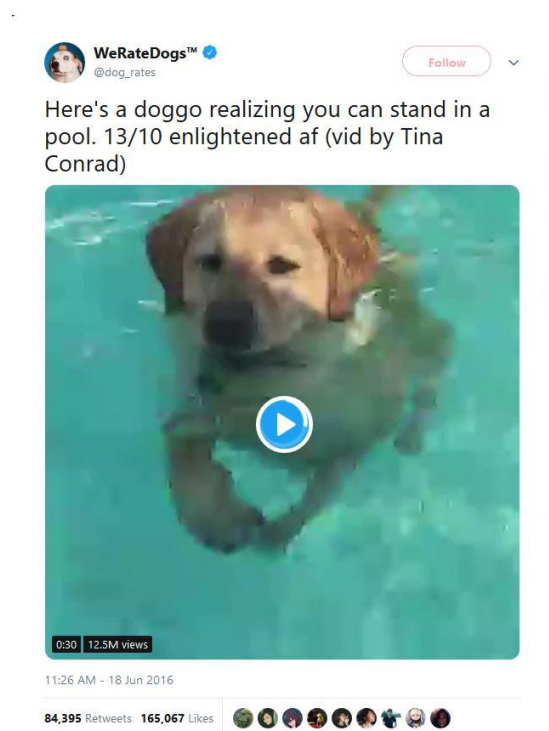 WeRateDogs™
@dog_rates
Follow
Here's a doggo realizing you can stand in a
pool. 13/10 enlightened af (vid by Tina
Conrad)
0:30 12.5M views
11:26 AM - 18 Jun 2016
84,395 Retweets 165,067 Likes